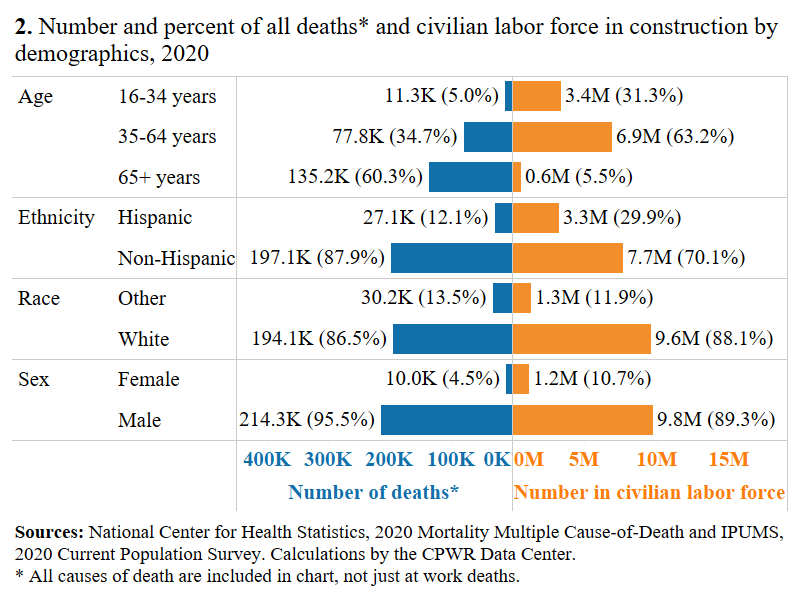 2. Number and percent of all deaths* and civilian labor force in construction by
demographics, 2020
Age 16-34 years 11.3K (5.0%) 3.4M (31.3%)
35-64 years 77.8K (34.7%) 6.9M (63.2%)
65+ years 135.2K (60.3%) 0.6M (5.5%)
Ethnicity Hispanic 27.1K (12.1%) 3.3M (29.9%)
Non-Hispanic 197.1K (87.9%) 7.7M (70.1%)
Race Other 30.2K (13.5%) 1.3M (11.9%)
White 194.1K (86.5%) 9.6M (88.1%)
Sex Female 10.0K (4.5%) 1.2M (10.7%)
Male 214.3K (95.5%) 9.8M (89.3%)
400K 300K 200K 100K 0K 0M 5M 10M 15M
Number of deaths* Number in civilian labor force
Sources: National Center for Health Statistics, 2020 Mortality Multiple Cause-of-Death and IPUMS,
2020 Current Population Survey. Calculations by the CPWR Data Center.
* All causes of death are included in chart, not just at work deaths.